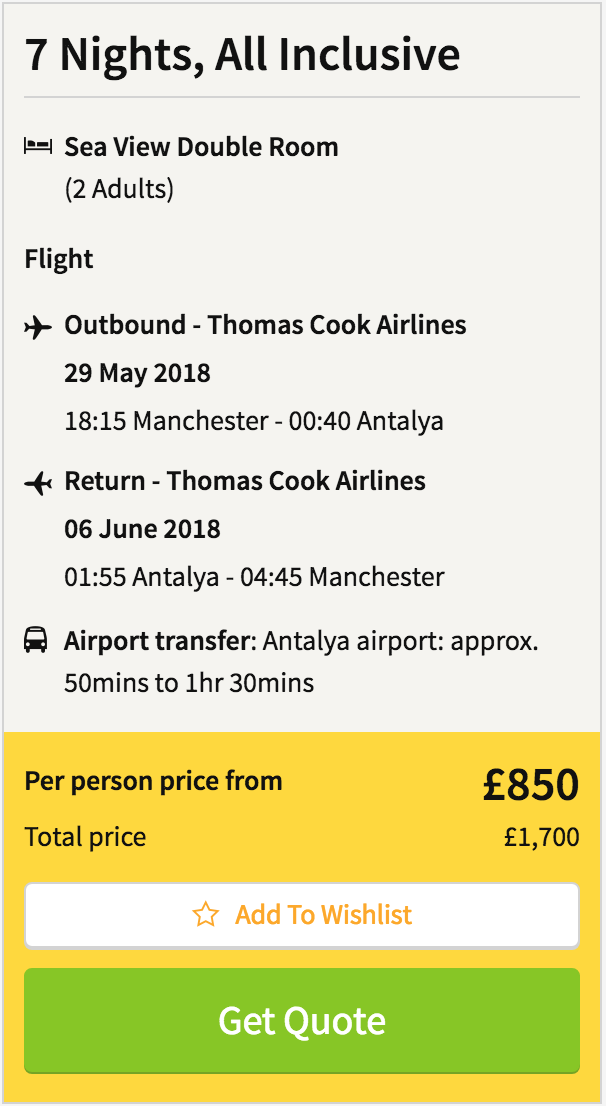 7 Nights, All Inclusive
Sea View Double Room
(2 Adults)
Flight
Outbound - Thomas Cook Airlines
29 May 2018
18:15 Manchester - 00:40 Antalya
Return - Thomas Cook Airlines
06 June 2018
01:55 Antalya - 04:45 Manchester
Airport transfer: Antalya airport: approx.
50mins to 1hr 30mins
Per person price from £850
Total price £1,700
Add To Wishlist
Get Quote